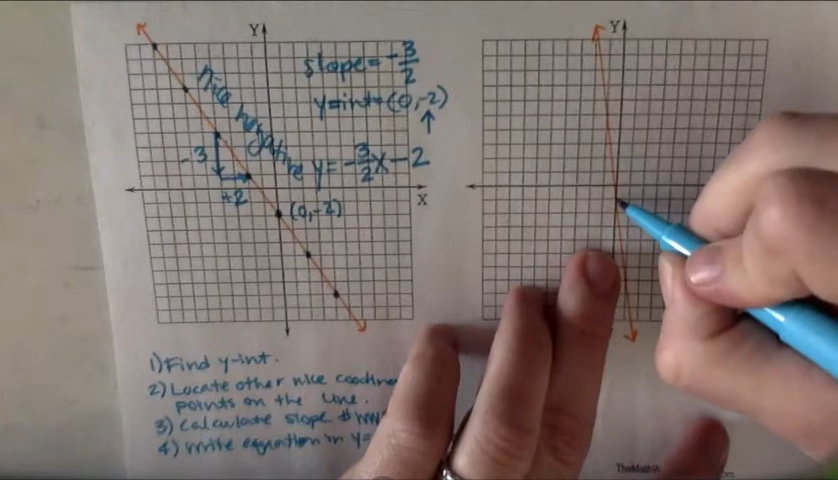 Y
slope=-3/2
y=int=(0,-2)
nice negative
y=-3/2x-2
-3
+2
(0,-2)
X
Y
1)Find y-int.
2)Locate other nice
points on the line.
3) Calculate slope
4) Write equation in y=